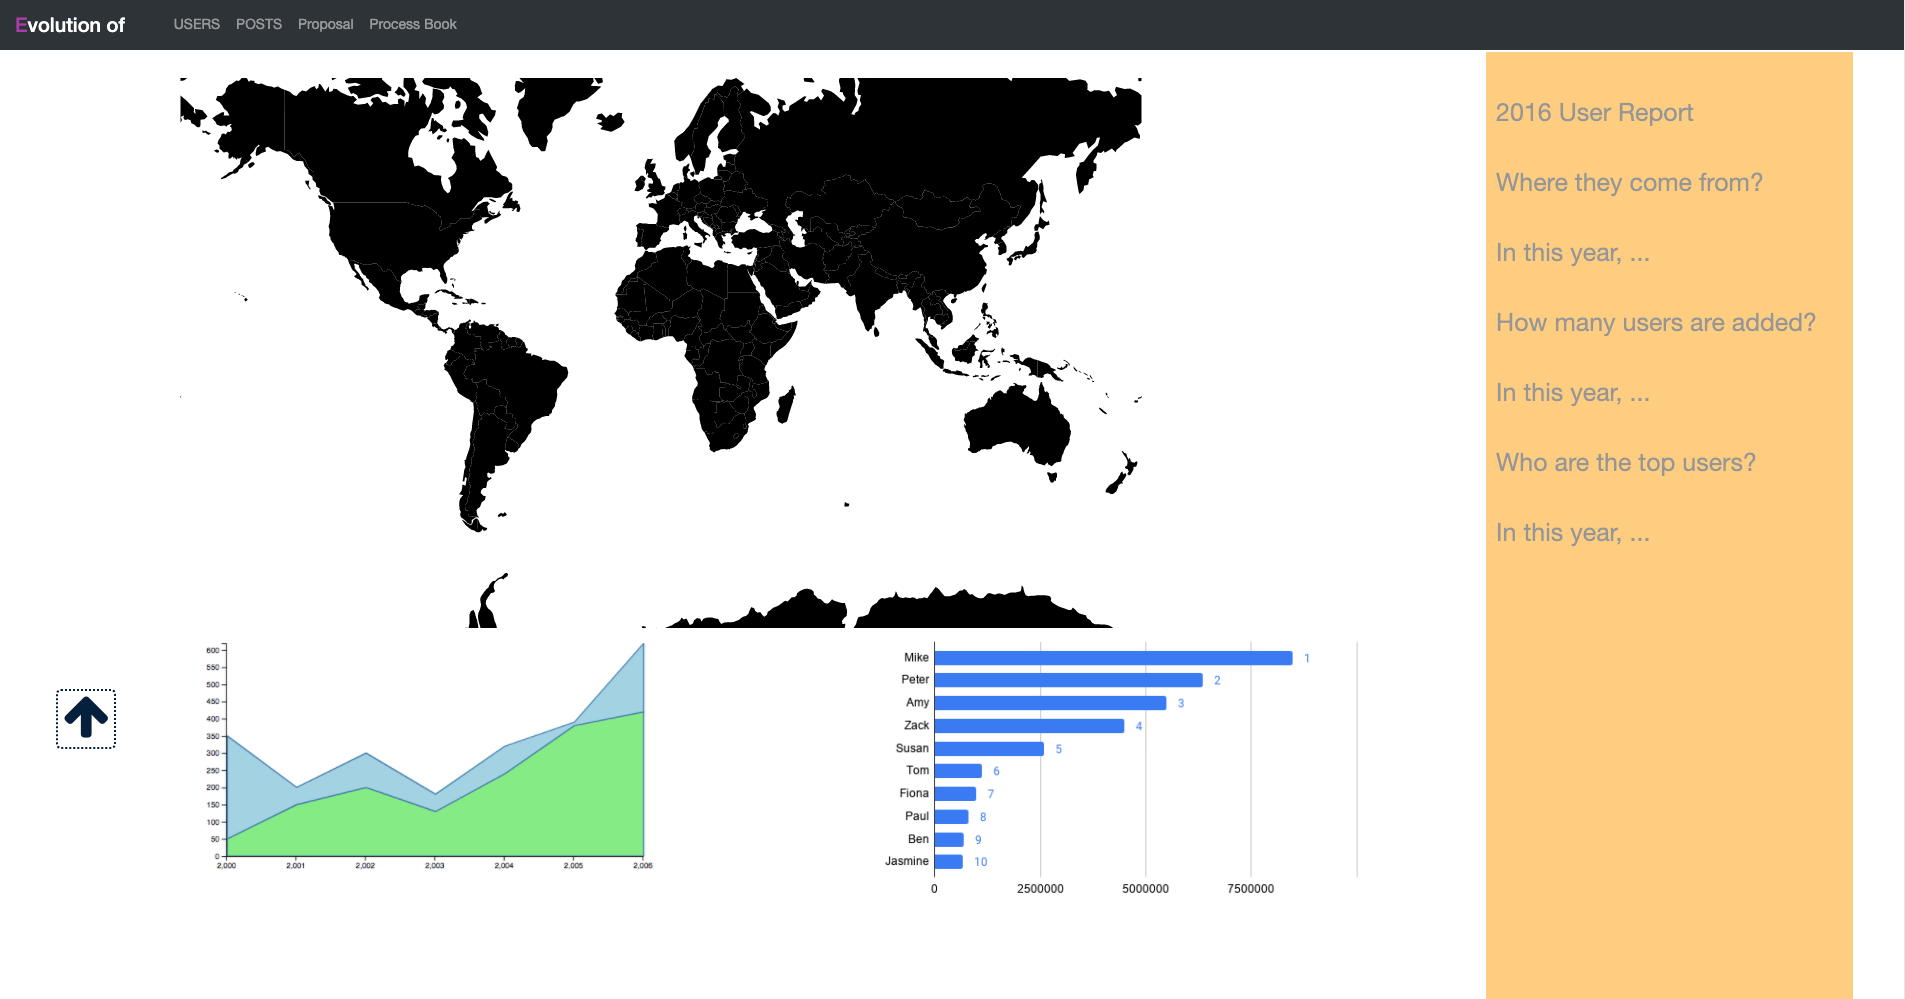 Evolution of USERS POSTS Proposal Process Book
2016 User Report
Where they come from?
In this year, ...
How many users are added?
In this year, ...
Who are the top users?
In this year, ...
600
550
500
450
400
350
300
250
200
150
100
50
0
2,000 2,001 2,002 2,003 2,004 2,005 2,006
Mike 1
Peter 2
Amy 3
Zack 4
Susan 5
Tom 6
Fiona 7
Paul 8
Ben 9
Jasmine 10
0 2500000 5000000 7500000